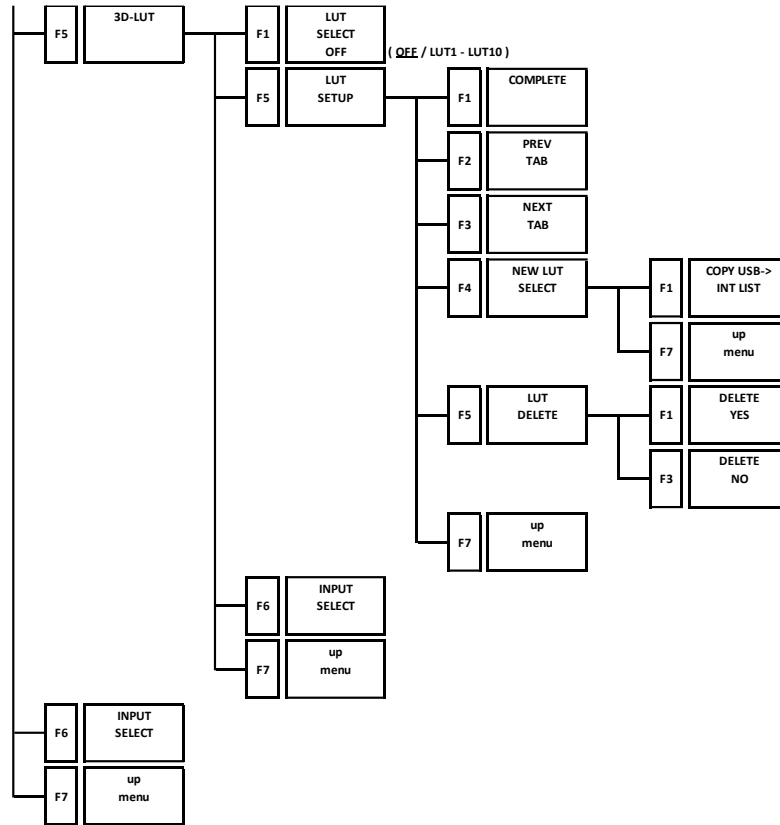 F5
3D-LUT
F1
LUT
SELECT
OFF
( OFF / LUT1 - LUT10 )
F5
LUT
SETUP
F1
COMPLETE
F2
PREV
TAB
F3
NEXT
TAB
F4
NEW LUT
SELECT
F1
COPY USB->
INT LIST
F7
up
menu
F5
LUT
DELETE
F1
DELETE
YES
F3
DELETE
NO
F7
up
menu
F6
INPUT
SELECT
F7
up
menu
F6
INPUT
SELECT
F7
up
menu